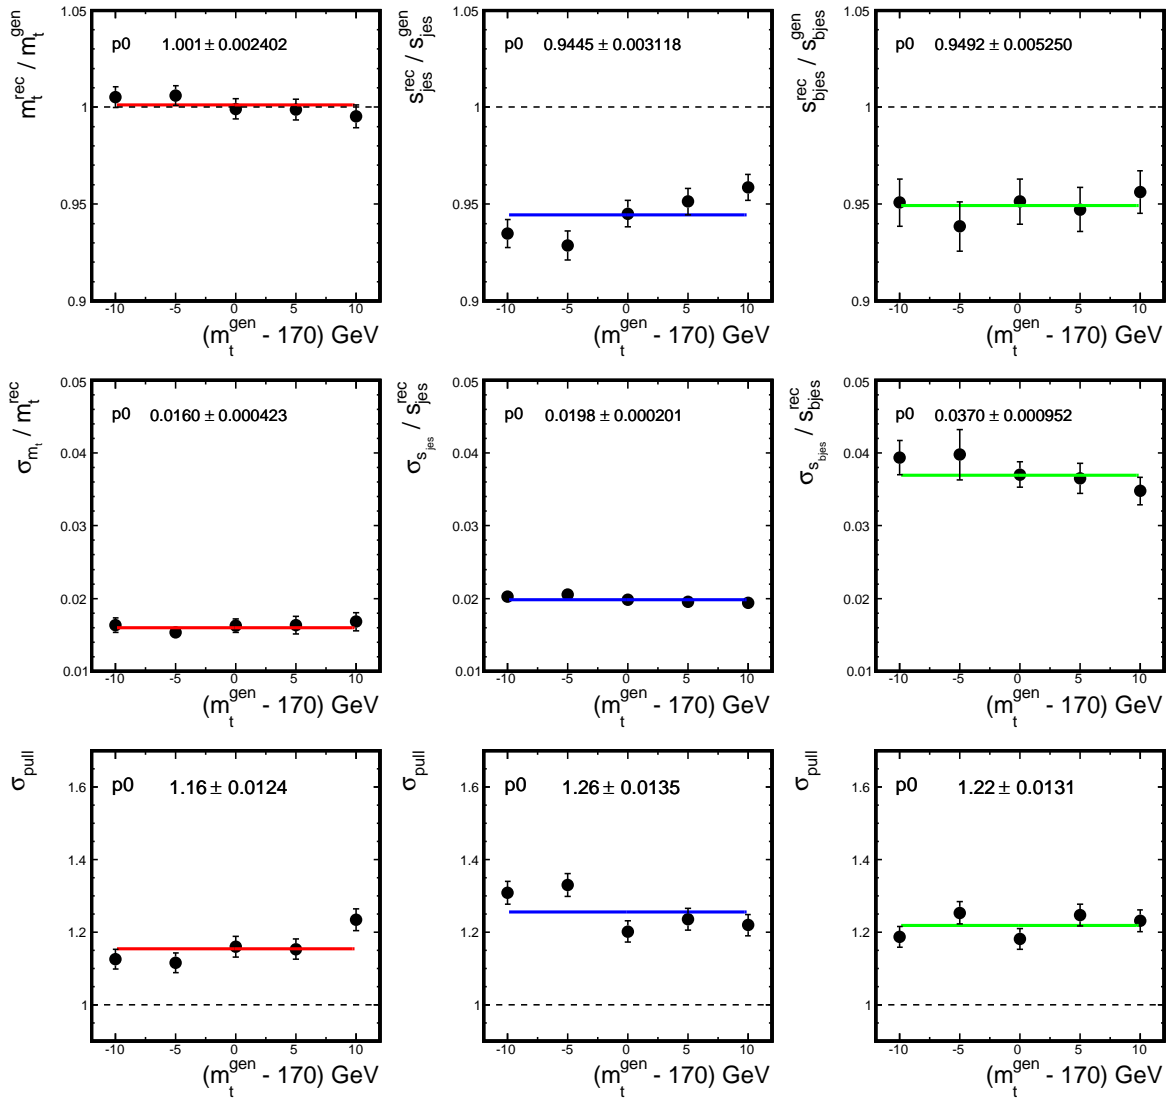 m_t^rec / m_t^gen
1.05
1
0.95
0.9
p0 1.001 ± 0.002402
-10 -5 0 5 10
(m_t^gen - 170) GeV
s_jes^rec / s_jes^gen
1.05
1
0.95
0.9
p0 0.9445 ± 0.003118
-10 -5 0 5 10
(m_t^gen - 170) GeV
s_bjes^rec / s_bjes^gen
1.05
1
0.95
0.9
p0 0.9492 ± 0.005250
-10 -5 0 5 10
(m_t^gen - 170) GeV
σ_m_t / m_t^rec
0.05
0.04
0.03
0.02
0.01
p0 0.0160 ± 0.000423
-10 -5 0 5 10
(m_t^gen - 170) GeV
σ_s_jes / s_jes^rec
0.05
0.04
0.03
0.02
0.01
p0 0.0198 ± 0.000201
-10 -5 0 5 10
(m_t^gen - 170) GeV
σ_s_bjes / s_bjes^rec
0.05
0.04
0.03
0.02
0.01
p0 0.0370 ± 0.000952
-10 -5 0 5 10
(m_t^gen - 170) GeV
σ_pull
1.6
1.4
1.2
1
p0 1.16 ± 0.0124
-10 -5 0 5 10
(m_t^gen - 170) GeV
σ_pull
1.6
1.4
1.2
1
p0 1.26 ± 0.0135
-10 -5 0 5 10
(m_t^gen - 170) GeV
σ_pull
1.6
1.4
1.2
1
p0 1.22 ± 0.0131
-10 -5 0 5 10
(m_t^gen - 170) GeV